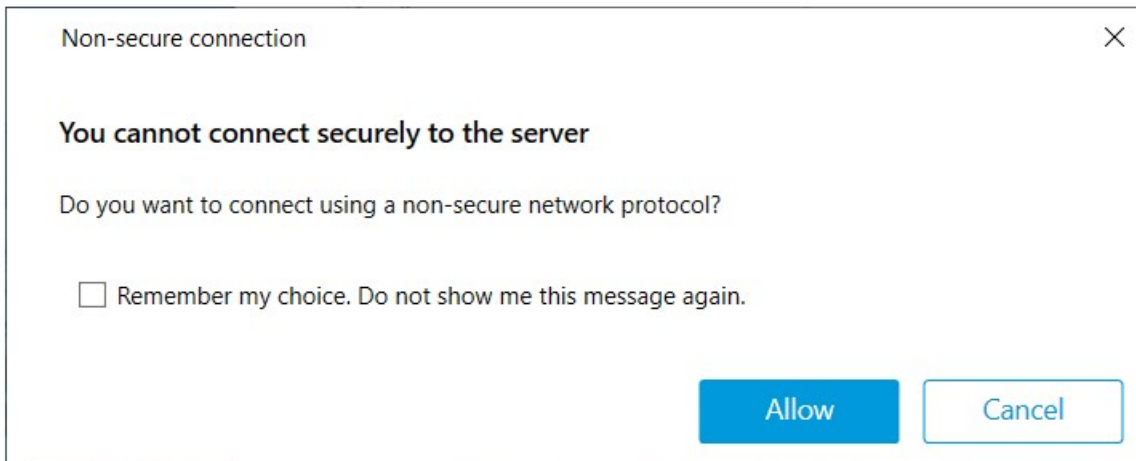 Non-secure connection
You cannot connect securely to the server
Do you want to connect using a non-secure network protocol?
Remember my choice. Do not show me this message again.
Allow
Cancel